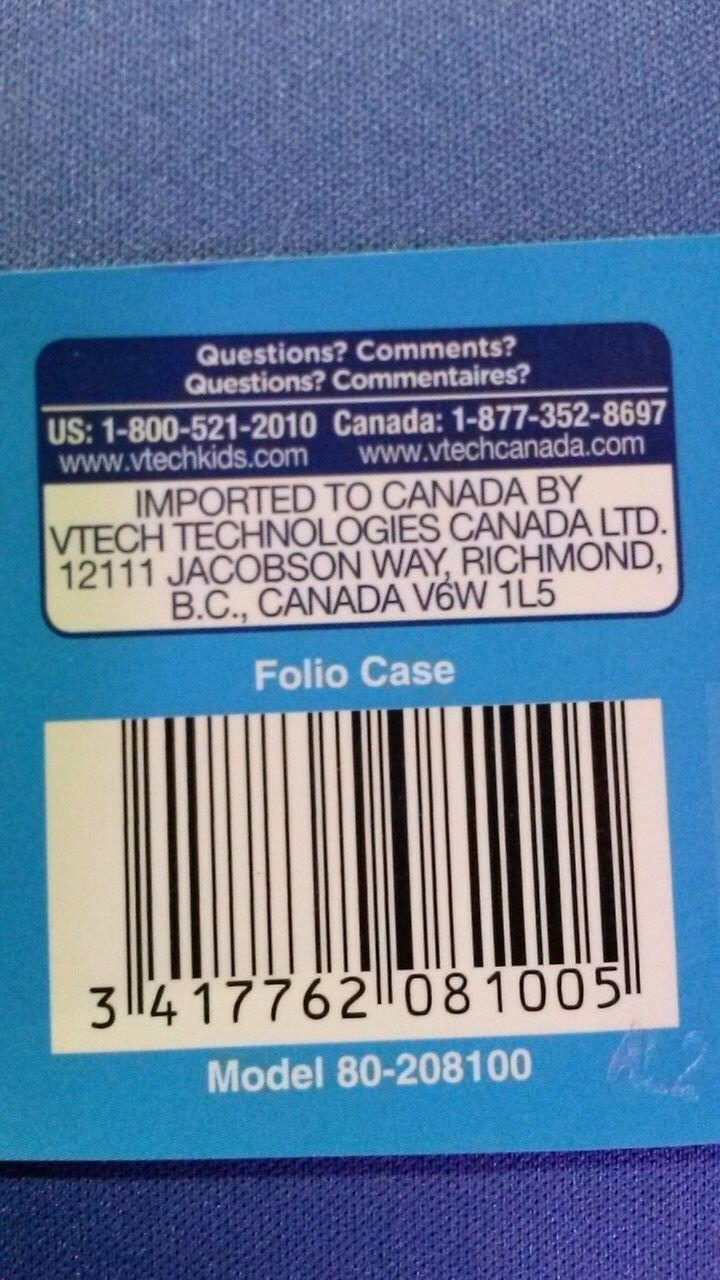 Questions? Comments?
Questions? Commentaires?
US: 1-800-521-2010 Canada: 1-877-352-8697
www.vtechkids.com www.vtechcanada.com
IMPORTED TO CANADA BY
VTECH TECHNOLOGIES CANADA LTD.
12111 JACOBSON WAY, RICHMOND,
B.C., CANADA V6W 1L5
Folio Case
3 417762 081005
Model 80-208100